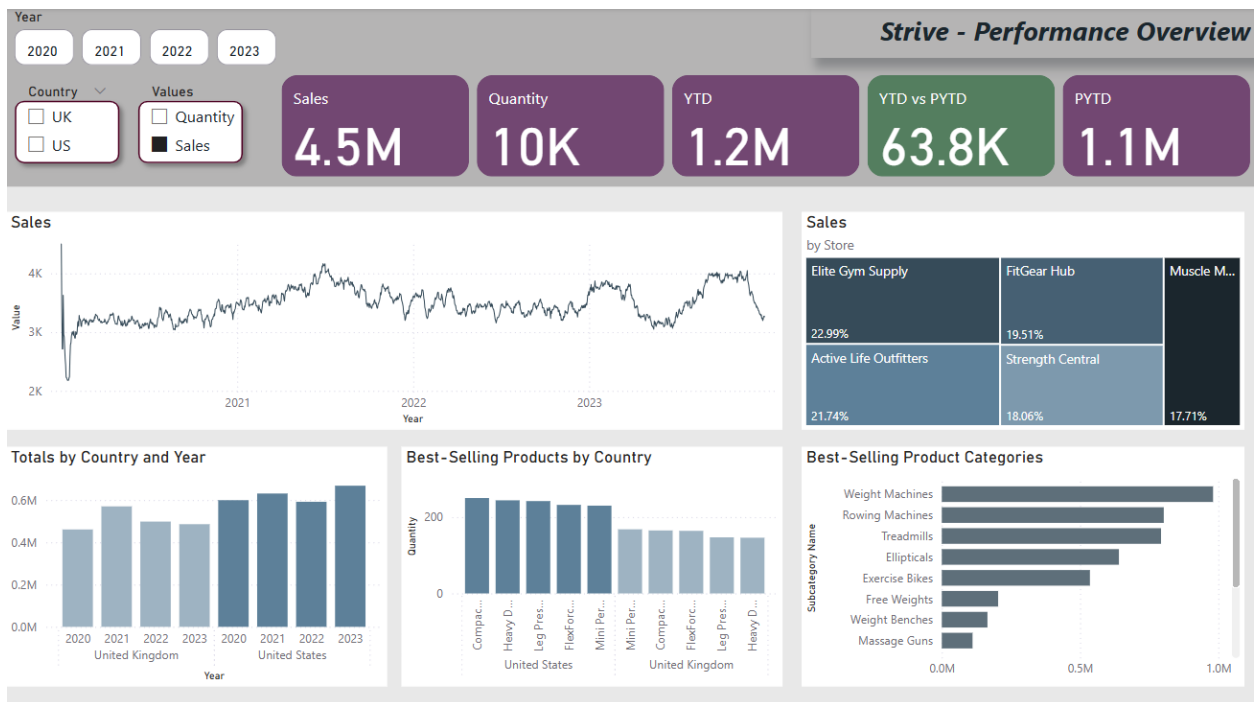 Year
Strive - Performance Overview
2020 2021 2022 2023
Country Values
UK
US
Quantity
Sales
Sales
4.5M
Quantity
10K
YTD
1.2M
YTD vs PYTD
63.8K
PYTD
1.1M
Sales
Value
4K
3K
2K
2021 2022 2023
Year
Sales
by Store
Elite Gym Supply
22.99%
FitGear Hub
19.51%
Muscle M...
17.71%
Active Life Outfitters
21.74%
Strength Central
18.06%
Totals by Country and Year
0.6M
0.4M
0.2M
0.0M
2020 2021 2022 2023 2020 2021 2022 2023
United Kingdom United States
Year
Best-Selling Products by Country
Quantity
200
0
Compac... Heavy D... Leg Pres... FlexForc... Mini Per... Mini Per... Compac... FlexForc... Leg Pres... Heavy D...
United States United Kingdom
Best-Selling Product Categories
Subcategory Name
Weight Machines
Rowing Machines
Treadmills
Ellipticals
Exercise Bikes
Free Weights
Weight Benches
Massage Guns
0.0M 0.5M 1.0M